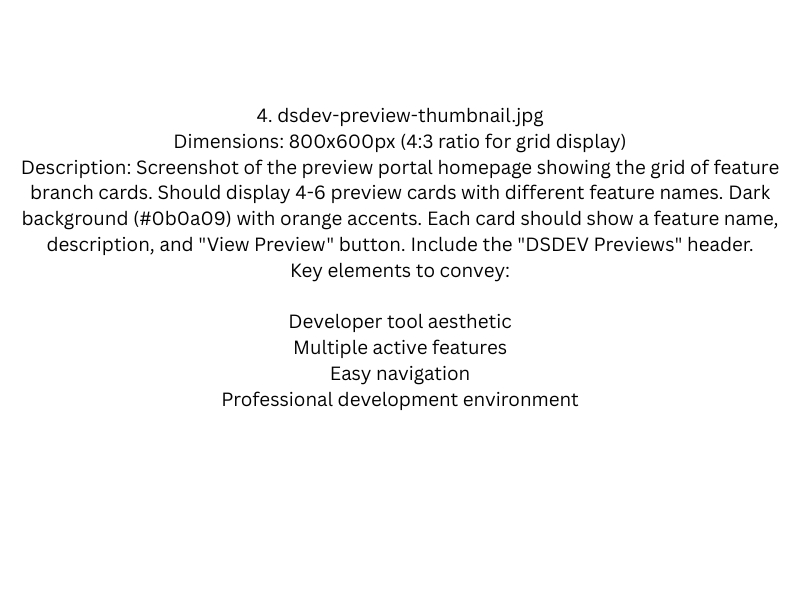 4. dsdev-preview-thumbnail.jpg
Dimensions: 800x600px (4:3 ratio for grid display)
Description: Screenshot of the preview portal homepage showing the grid of feature
branch cards. Should display 4-6 preview cards with different feature names. Dark
background (#0b0a09) with orange accents. Each card should show a feature name,
description, and "View Preview" button. Include the "DSDEV Previews" header.
Key elements to convey:
Developer tool aesthetic
Multiple active features
Easy navigation
Professional development environment